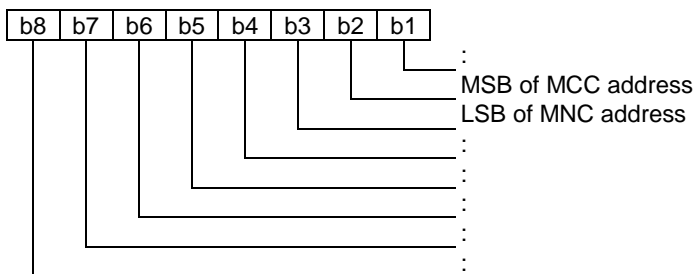 b8 b7 b6 b5 b4 b3 b2 b1
:
MSB of MCC address
LSB of MNC address
:
:
:
:
: